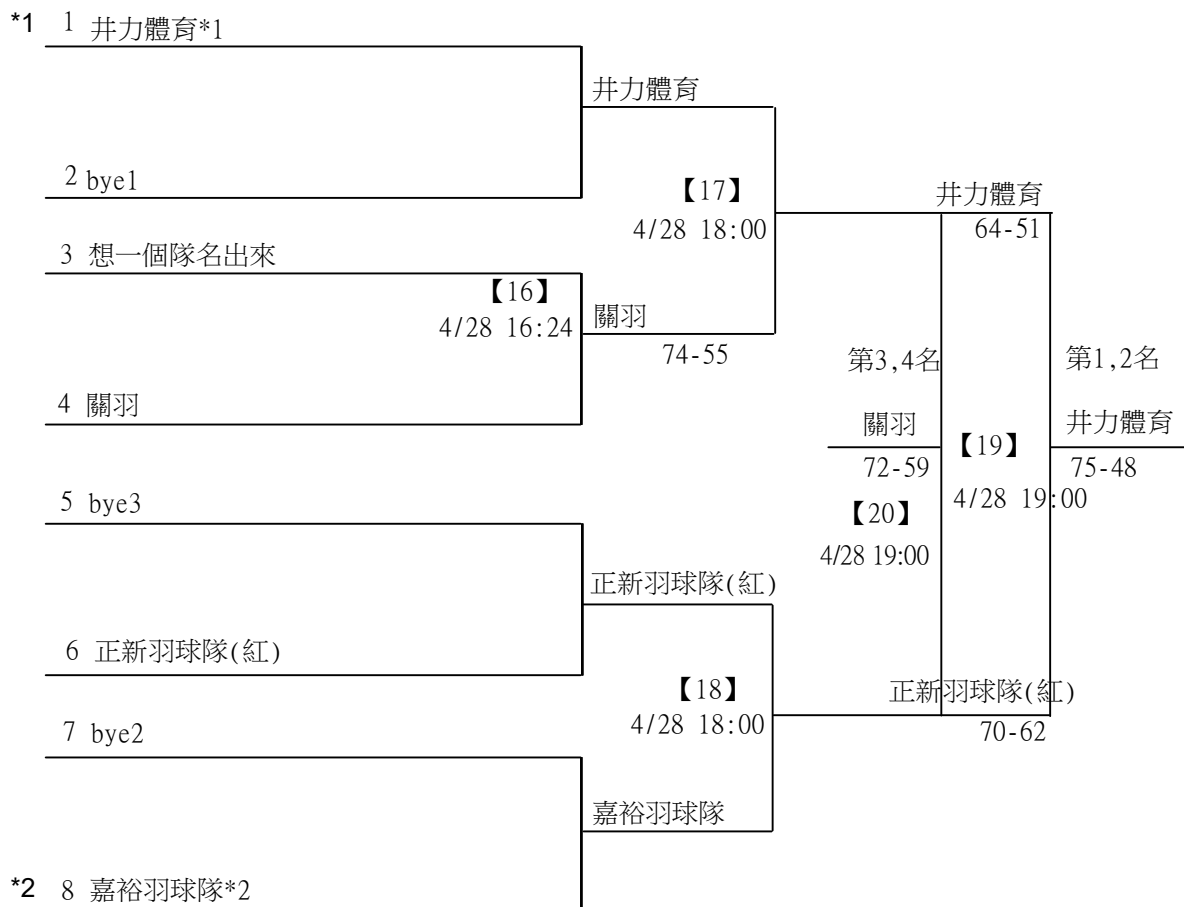 *1 1 井力體育*1
井力體育
2 bye1
【17】
4/28 18:00
井力體育
64-51
3 想一個隊名出來
【16】
4/28 16:24
關羽
74-55
4 關羽
第3,4名
第1,2名
關羽
72-59
【19】
4/28 19:00
井力體育
75-48
【20】
4/28 19:00
5 bye3
正新羽球隊(紅)
6 正新羽球隊(紅)
【18】
4/28 18:00
正新羽球隊(紅)
70-62
7 bye2
嘉裕羽球隊
*2 8 嘉裕羽球隊*2